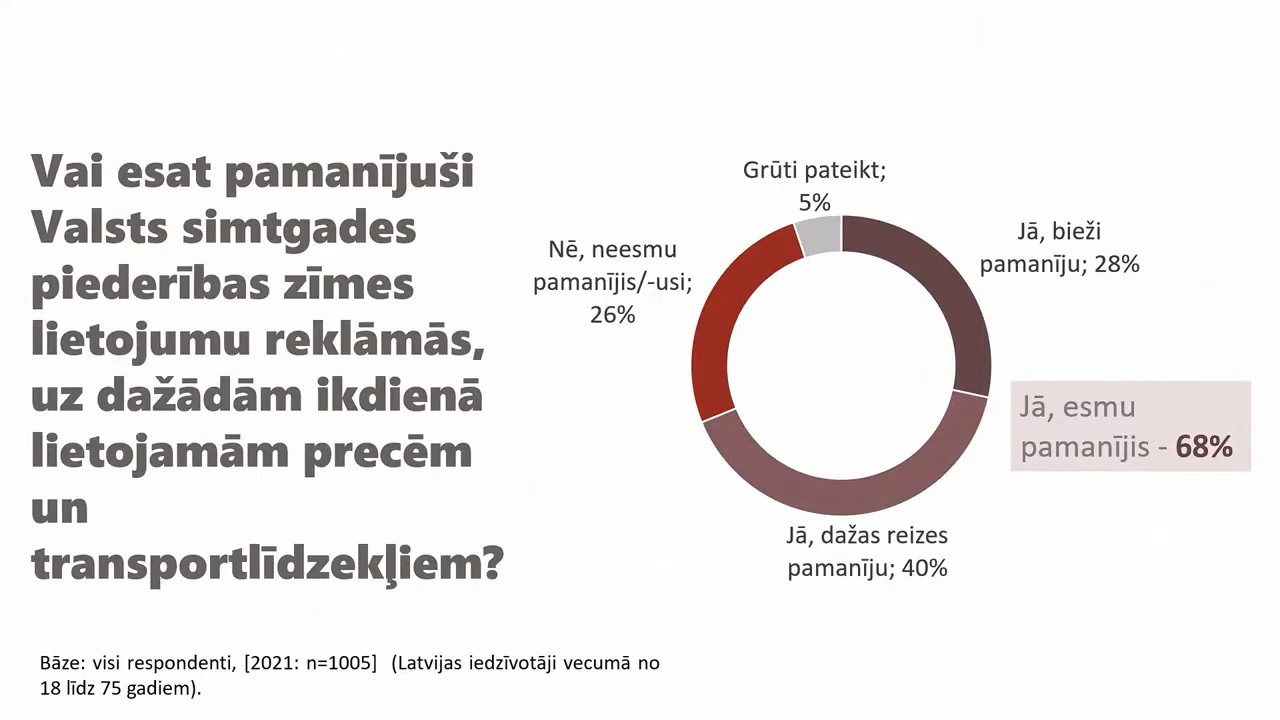 Vai esat pamanījuši
Valsts simtgades
piederības zīmes
lietojumu reklāmās,
uz dažādām ikdienā
lietojamām precēm
un
transportlīdzekļiem?
Grūti pateikt;
5%
Jā, bieži
pamanīju; 28%
Nē, neesmu
pamanījis/-usi;
26%
Jā, esmu
pamanījis - 68%
Jā, dažas reizes
pamanīju; 40%
Bāze: visi respondenti, [2021: n=1005] (Latvijas iedzīvotāji vecumā no
18 līdz 75 gadiem).